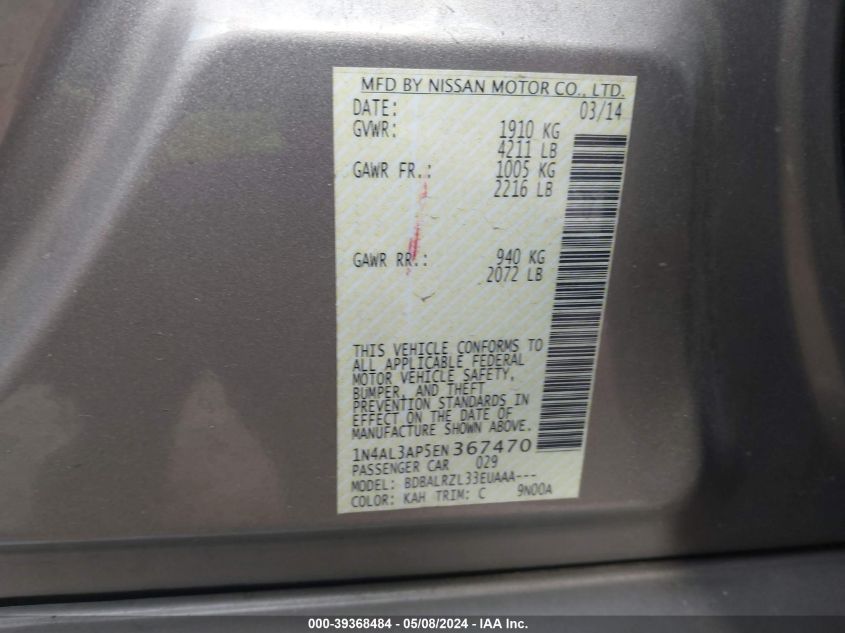 MFD BY NISSAN MOTOR CO., LTD.
DATE: 03/14
GVWR: 1910 KG
4211 LB
GAWR FR.: 1005 KG
2216 LB
GAWR RR.: 940 KG
2072 LB
THIS VEHICLE CONFORMS TO
ALL APPLICABLE FEDERAL
MOTOR VEHICLE SAFETY,
BUMPER, AND THEFT
PREVENTION STANDARDS IN
EFFECT ON THE DATE OF
MANUFACTURE SHOWN ABOVE.
1N4AL3AP5EN367470
PASSENGER CAR 029
MODEL: BDBALRZL33EUAAA---
COLOR: KAH TRIM: C 9N00A
000-39368484 - 05/08/2024 - IAA Inc.